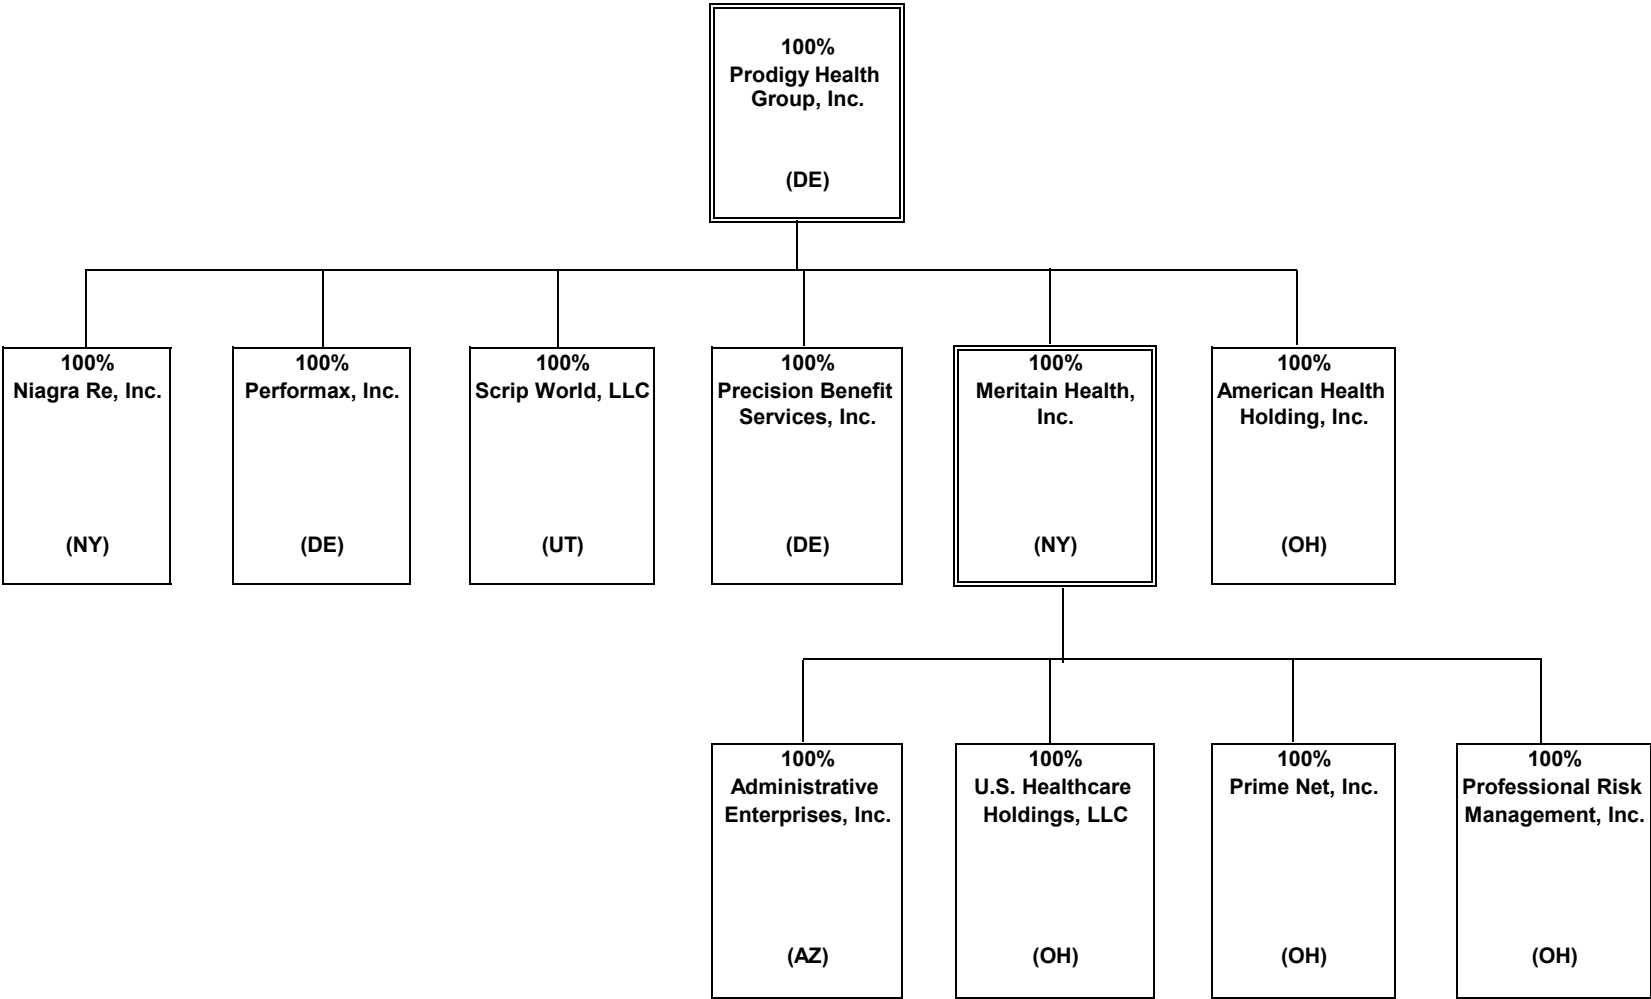 100%
Prodigy Health
Group, Inc.
(DE)
100%
Niagra Re, Inc.
(NY)
100%
Performax, Inc.
(DE)
100%
Scrip World, LLC
(UT)
100%
Precision Benefit
Services, Inc.
(DE)
100%
Meritain Health,
Inc.
(NY)
100%
American Health
Holding, Inc.
(OH)
100%
Administrative
Enterprises, Inc.
(AZ)
100%
U.S. Healthcare
Holdings, LLC
(OH)
100%
Prime Net, Inc.
(OH)
100%
Professional Risk
Management, Inc.
(OH)